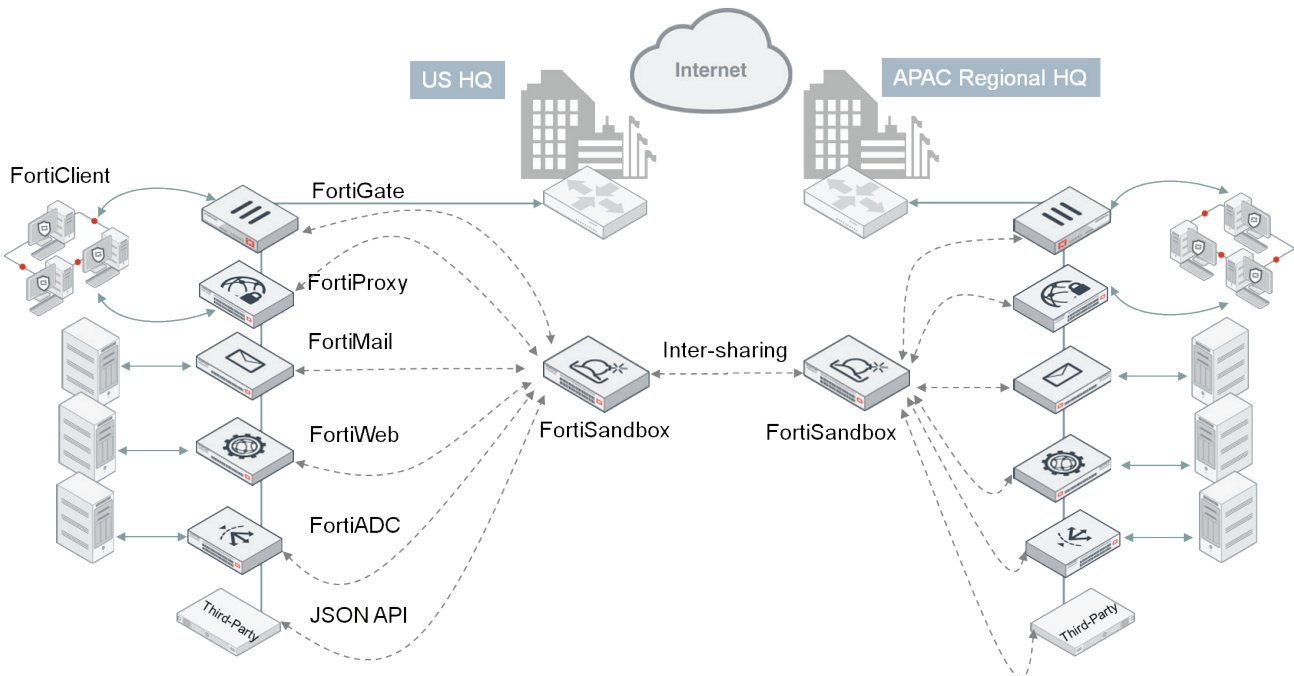 Internet
US HQ
APAC Regional HQ
FortiClient
FortiGate
FortiProxy
FortiMail
Inter-sharing
FortiWeb
FortiSandbox
FortiSandbox
FortiADC
Third-Party
JSON API
Third-Party